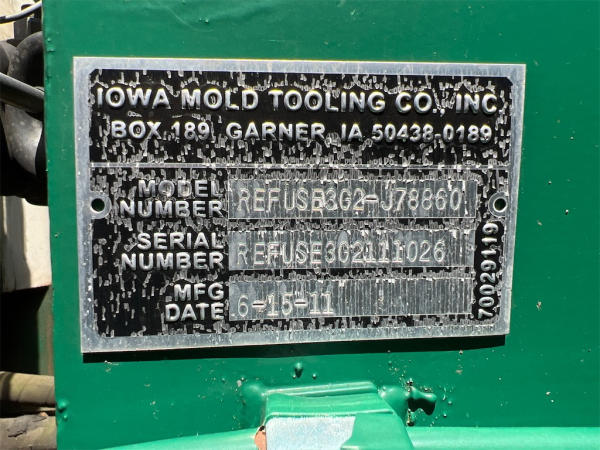 IOWA MOLD TOOLING CO., INC.
BOX 189, GARNER, IA 50438-0189
MODEL NUMBER REFUSE3G2-J78860
SERIAL NUMBER REFUSE3G2111026
MFG DATE 6-15-11
70029119